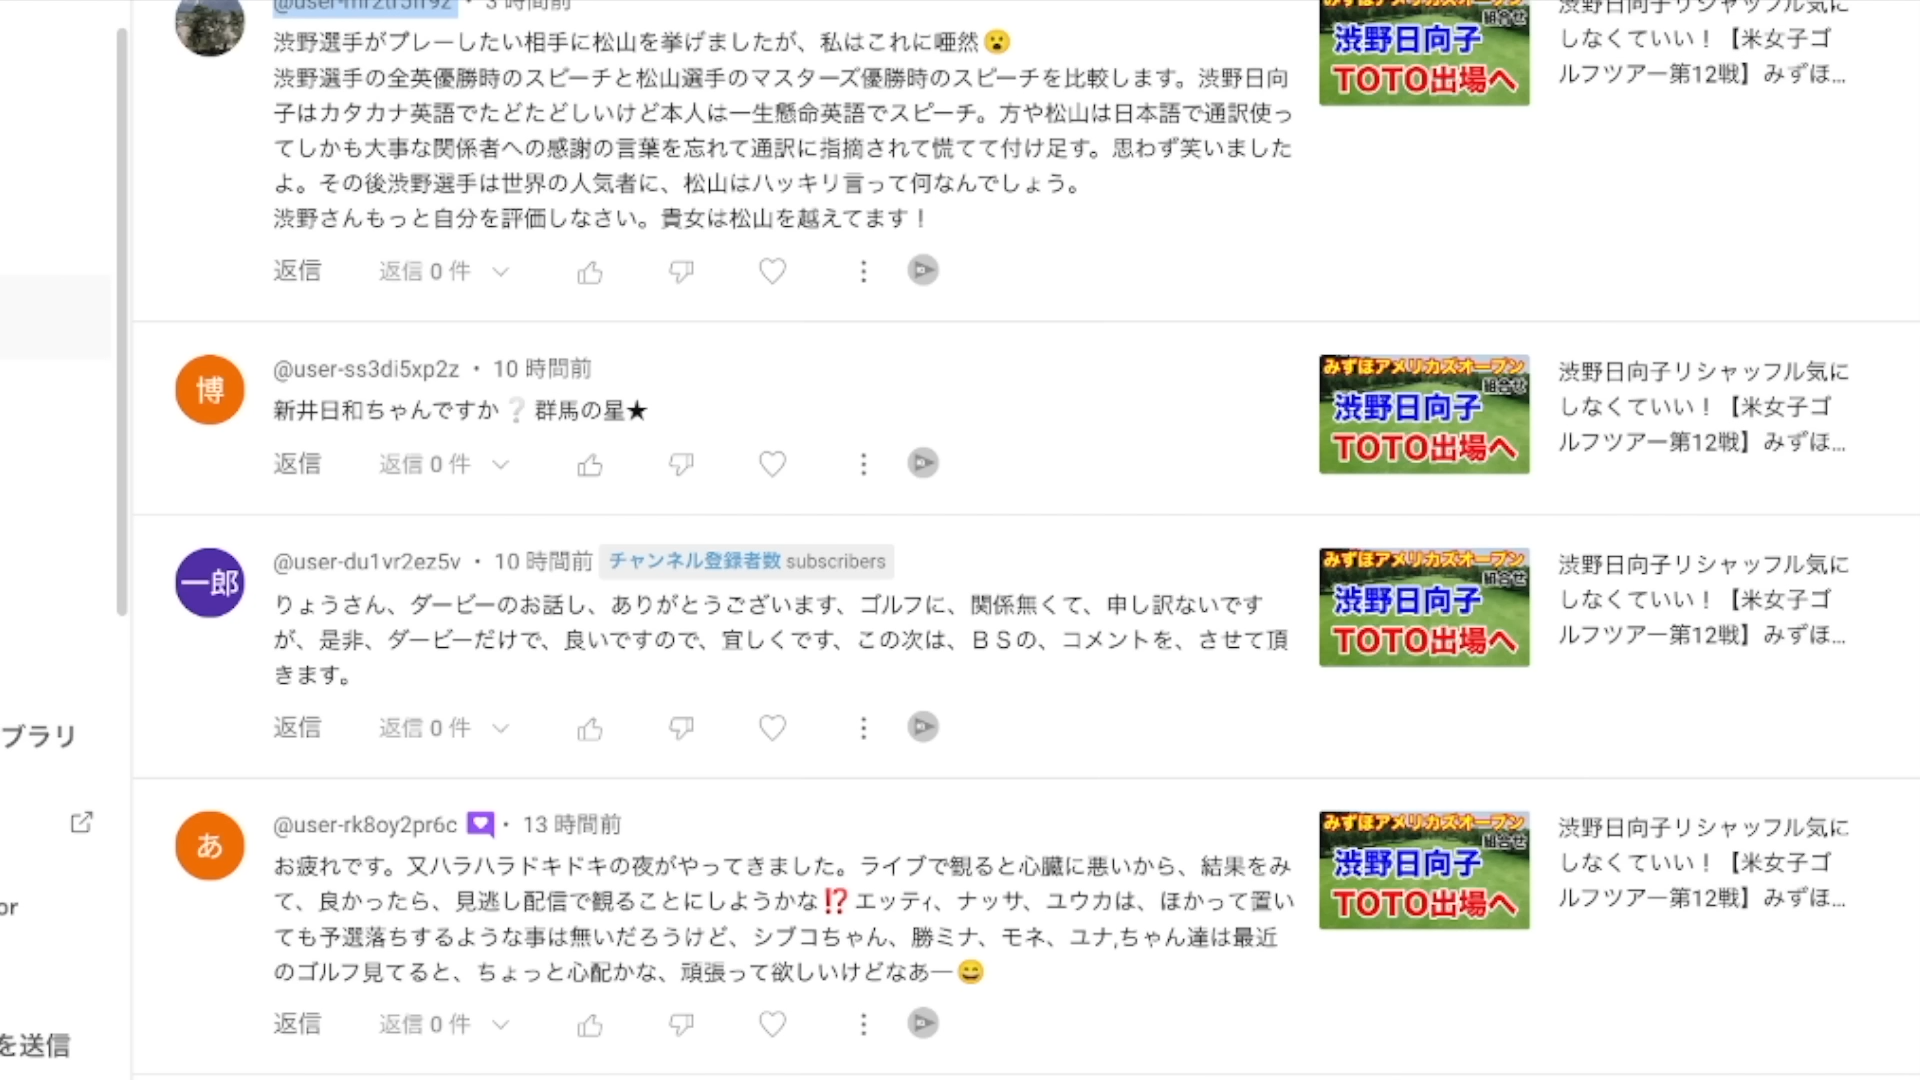 渋野選手がプレーしたい相手に松山を挙げましたが、私はこれに唖然😮
渋野選手の全英優勝時のスピーチと松山選手のマスターズ優勝時のスピーチを比較します。渋野日向
子はカタカナ英語でたどたどしいけど本人は一生懸命英語でスピーチ。方や松山は日本語で通訳使っ
てしかも大事な関係者への感謝の言葉を忘れて通訳に指摘されて慌てて付け足す。思わず笑いました
よ。その後渋野選手は世界の人気者に、松山はハッキリ言って何なんでしょう。
渋野さんもっと自分を評価しなさい。貴女は松山を越えてます！
返信 返信 0 件
組合せ
渋野日向子
TOTO出場へ
渋野日向子リシャッフル気に
しなくていい！【米女子ゴ
ルフツアー第12戦】みずほ...
博
@user-ss3di5xp2z ・ 10 時間前
新井日和ちゃんですか❔群馬の星★
返信 返信 0 件
みずほアメリカズオープン
組合せ
渋野日向子
TOTO出場へ
渋野日向子リシャッフル気に
しなくていい！【米女子ゴ
ルフツアー第12戦】みずほ...
一郎
@user-du1vr2ez5v ・ 10 時間前 チャンネル登録者数 subscribers
りょうさん、ダービーのお話し、ありがとうございます、ゴルフに、関係無くて、申し訳ないです
が、是非、ダービーだけで、良いですので、宜しくです、この次は、ＢＳの、コメントを、させて頂
きます。
返信 返信 0 件
みずほアメリカズオープン
組合せ
渋野日向子
TOTO出場へ
渋野日向子リシャッフル気に
しなくていい！【米女子ゴ
ルフツアー第12戦】みずほ...
あ
@user-rk8oy2pr6c ・ 13 時間前
お疲れです。又ハラハラドキドキの夜がやってきました。ライブで観ると心臓に悪いから、結果をみ
て、良かったら、見逃し配信で観ることにしようかな⁉️エッティ、ナッサ、ユウカは、ほかって置い
ても予選落ちするような事は無いだろうけど、シブコちゃん、勝ミナ、モネ、ユナ,ちゃん達は最近
のゴルフ見てると、ちょっと心配かな、頑張って欲しいけどなあ—😄
返信 返信 0 件
みずほアメリカズオープン
組合せ
渋野日向子
TOTO出場へ
渋野日向子リシャッフル気に
しなくていい！【米女子ゴ
ルフツアー第12戦】みずほ...
ブラリ
or
を送信